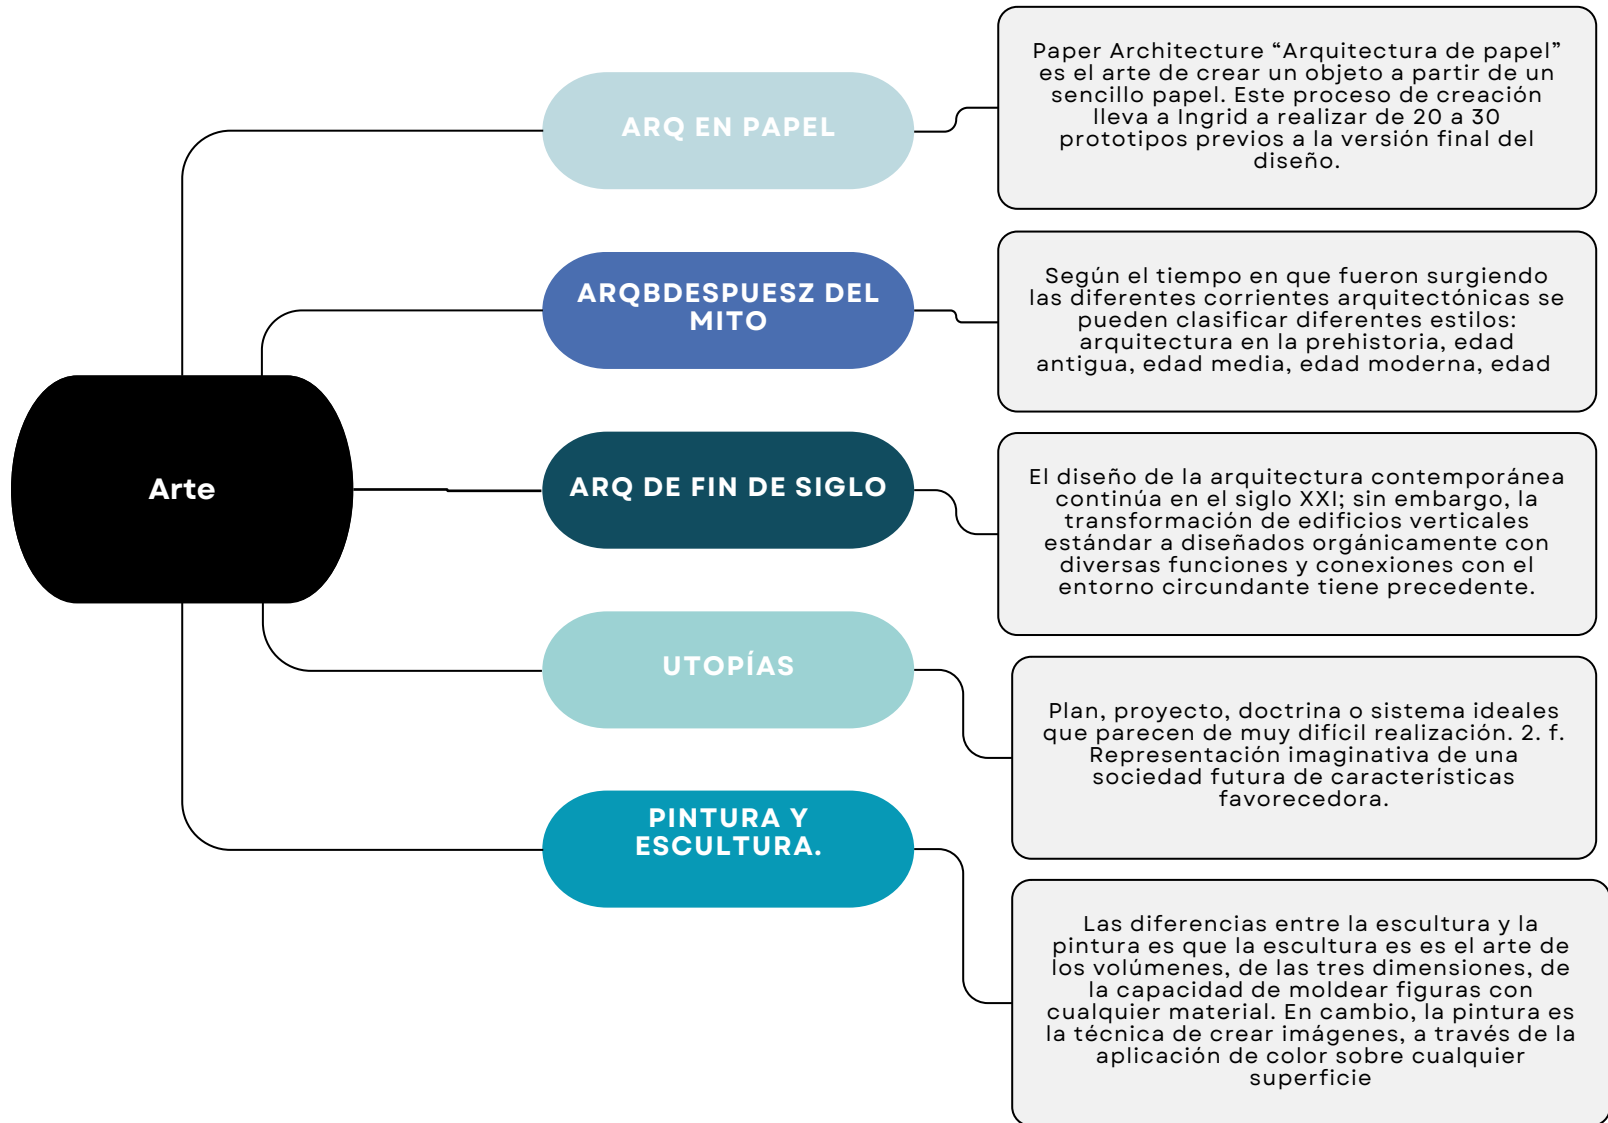 Arte
ARQ EN PAPEL
Paper Architecture “Arquitectura de papel”
es el arte de crear un objeto a partir de un
sencillo papel. Este proceso de creación
lleva a Ingrid a realizar de 20 a 30
prototipos previos a la versión final del
diseño.
ARQBDESPUESZ DEL
MITO
Según el tiempo en que fueron surgiendo
las diferentes corrientes arquitectónicas se
pueden clasificar diferentes estilos:
arquitectura en la prehistoria, edad
antigua, edad media, edad moderna, edad
ARQ DE FIN DE SIGLO
El diseño de la arquitectura contemporánea
continúa en el siglo XXI; sin embargo, la
transformación de edificios verticales
estándar a diseñados orgánicamente con
diversas funciones y conexiones con el
entorno circundante tiene precedente.
UTOPÍAS
Plan, proyecto, doctrina o sistema ideales
que parecen de muy difícil realización. 2. f.
Representación imaginativa de una
sociedad futura de características
favorecedora.
PINTURA Y
ESCULTURA.
Las diferencias entre la escultura y la
pintura es que la escultura es es el arte de
los volúmenes, de las tres dimensiones, de
la capacidad de moldear figuras con
cualquier material. En cambio, la pintura es
la técnica de crear imágenes, a través de la
aplicación de color sobre cualquier
superficie